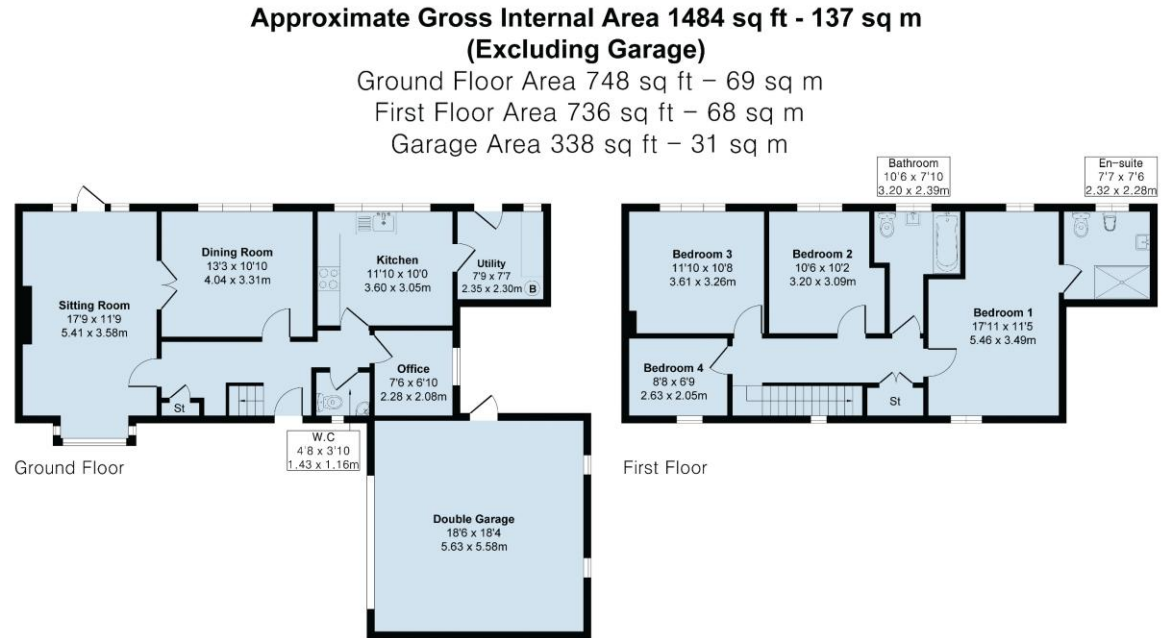 Approximate Gross Internal Area 1484 sq ft - 137 sq m
(Excluding Garage)
Ground Floor Area 748 sq ft – 69 sq m
First Floor Area 736 sq ft – 68 sq m
Garage Area 338 sq ft – 31 sq m
Sitting Room
17'9 x 11'9
5.41 x 3.58m
Dining Room
13'3 x 10'10
4.04 x 3.31m
Kitchen
11'10 x 10'0
3.60 x 3.05m
Utility
7'9 x 7'7
2.35 x 2.30m
B
Office
7'6 x 6'10
2.28 x 2.08m
St
W.C
4'8 x 3'10
1.43 x 1.16m
Double Garage
18'6 x 18'4
5.63 x 5.58m
Ground Floor
Bathroom
10'6 x 7'10
3.20 x 2.39m
En-suite
7'7 x 7'6
2.32 x 2.28m
Bedroom 3
11'10 x 10'8
3.61 x 3.26m
Bedroom 2
10'6 x 10'2
3.20 x 3.09m
Bedroom 1
17'11 x 11'5
5.46 x 3.49m
Bedroom 4
8'8 x 6'9
2.63 x 2.05m
St
First Floor